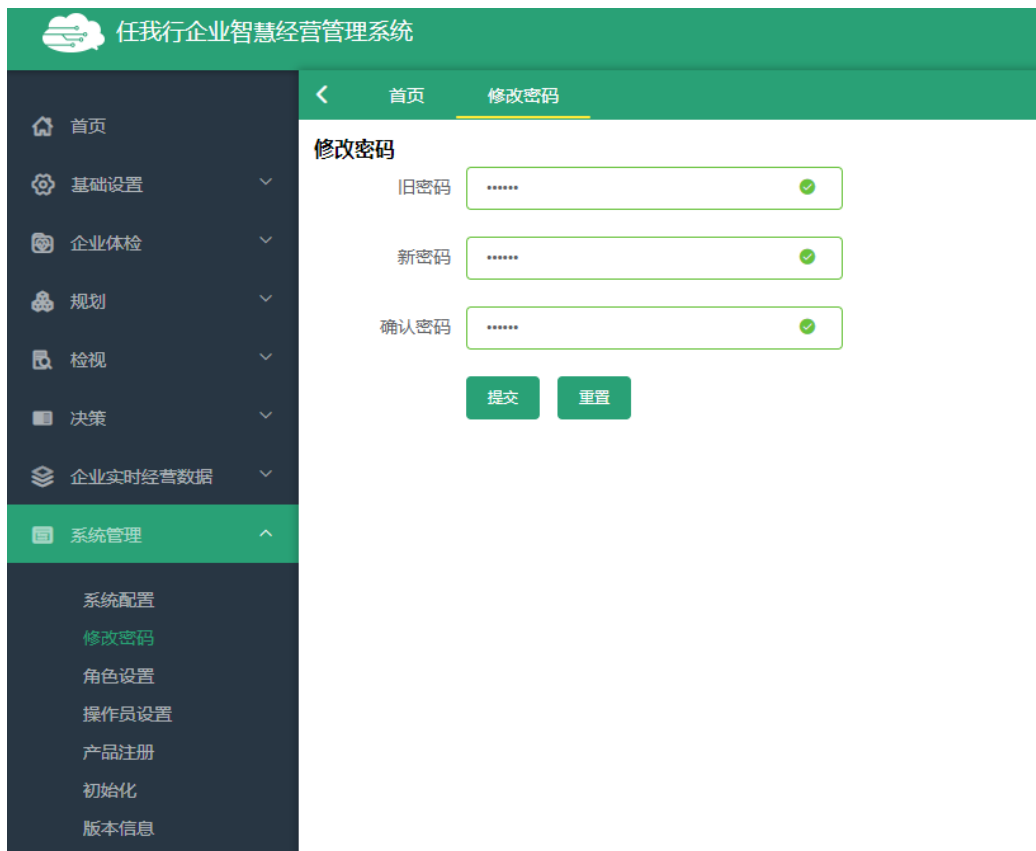 任我行企业智慧经营管理系统
首页
修改密码
首页
基础设置
企业体检
规划
检视
决策
企业实时经营数据
系统管理
系统配置
修改密码
角色设置
操作员设置
产品注册
初始化
版本信息
修改密码
旧密码 ••••••
新密码 ••••••
确认密码 ••••••
提交 重置